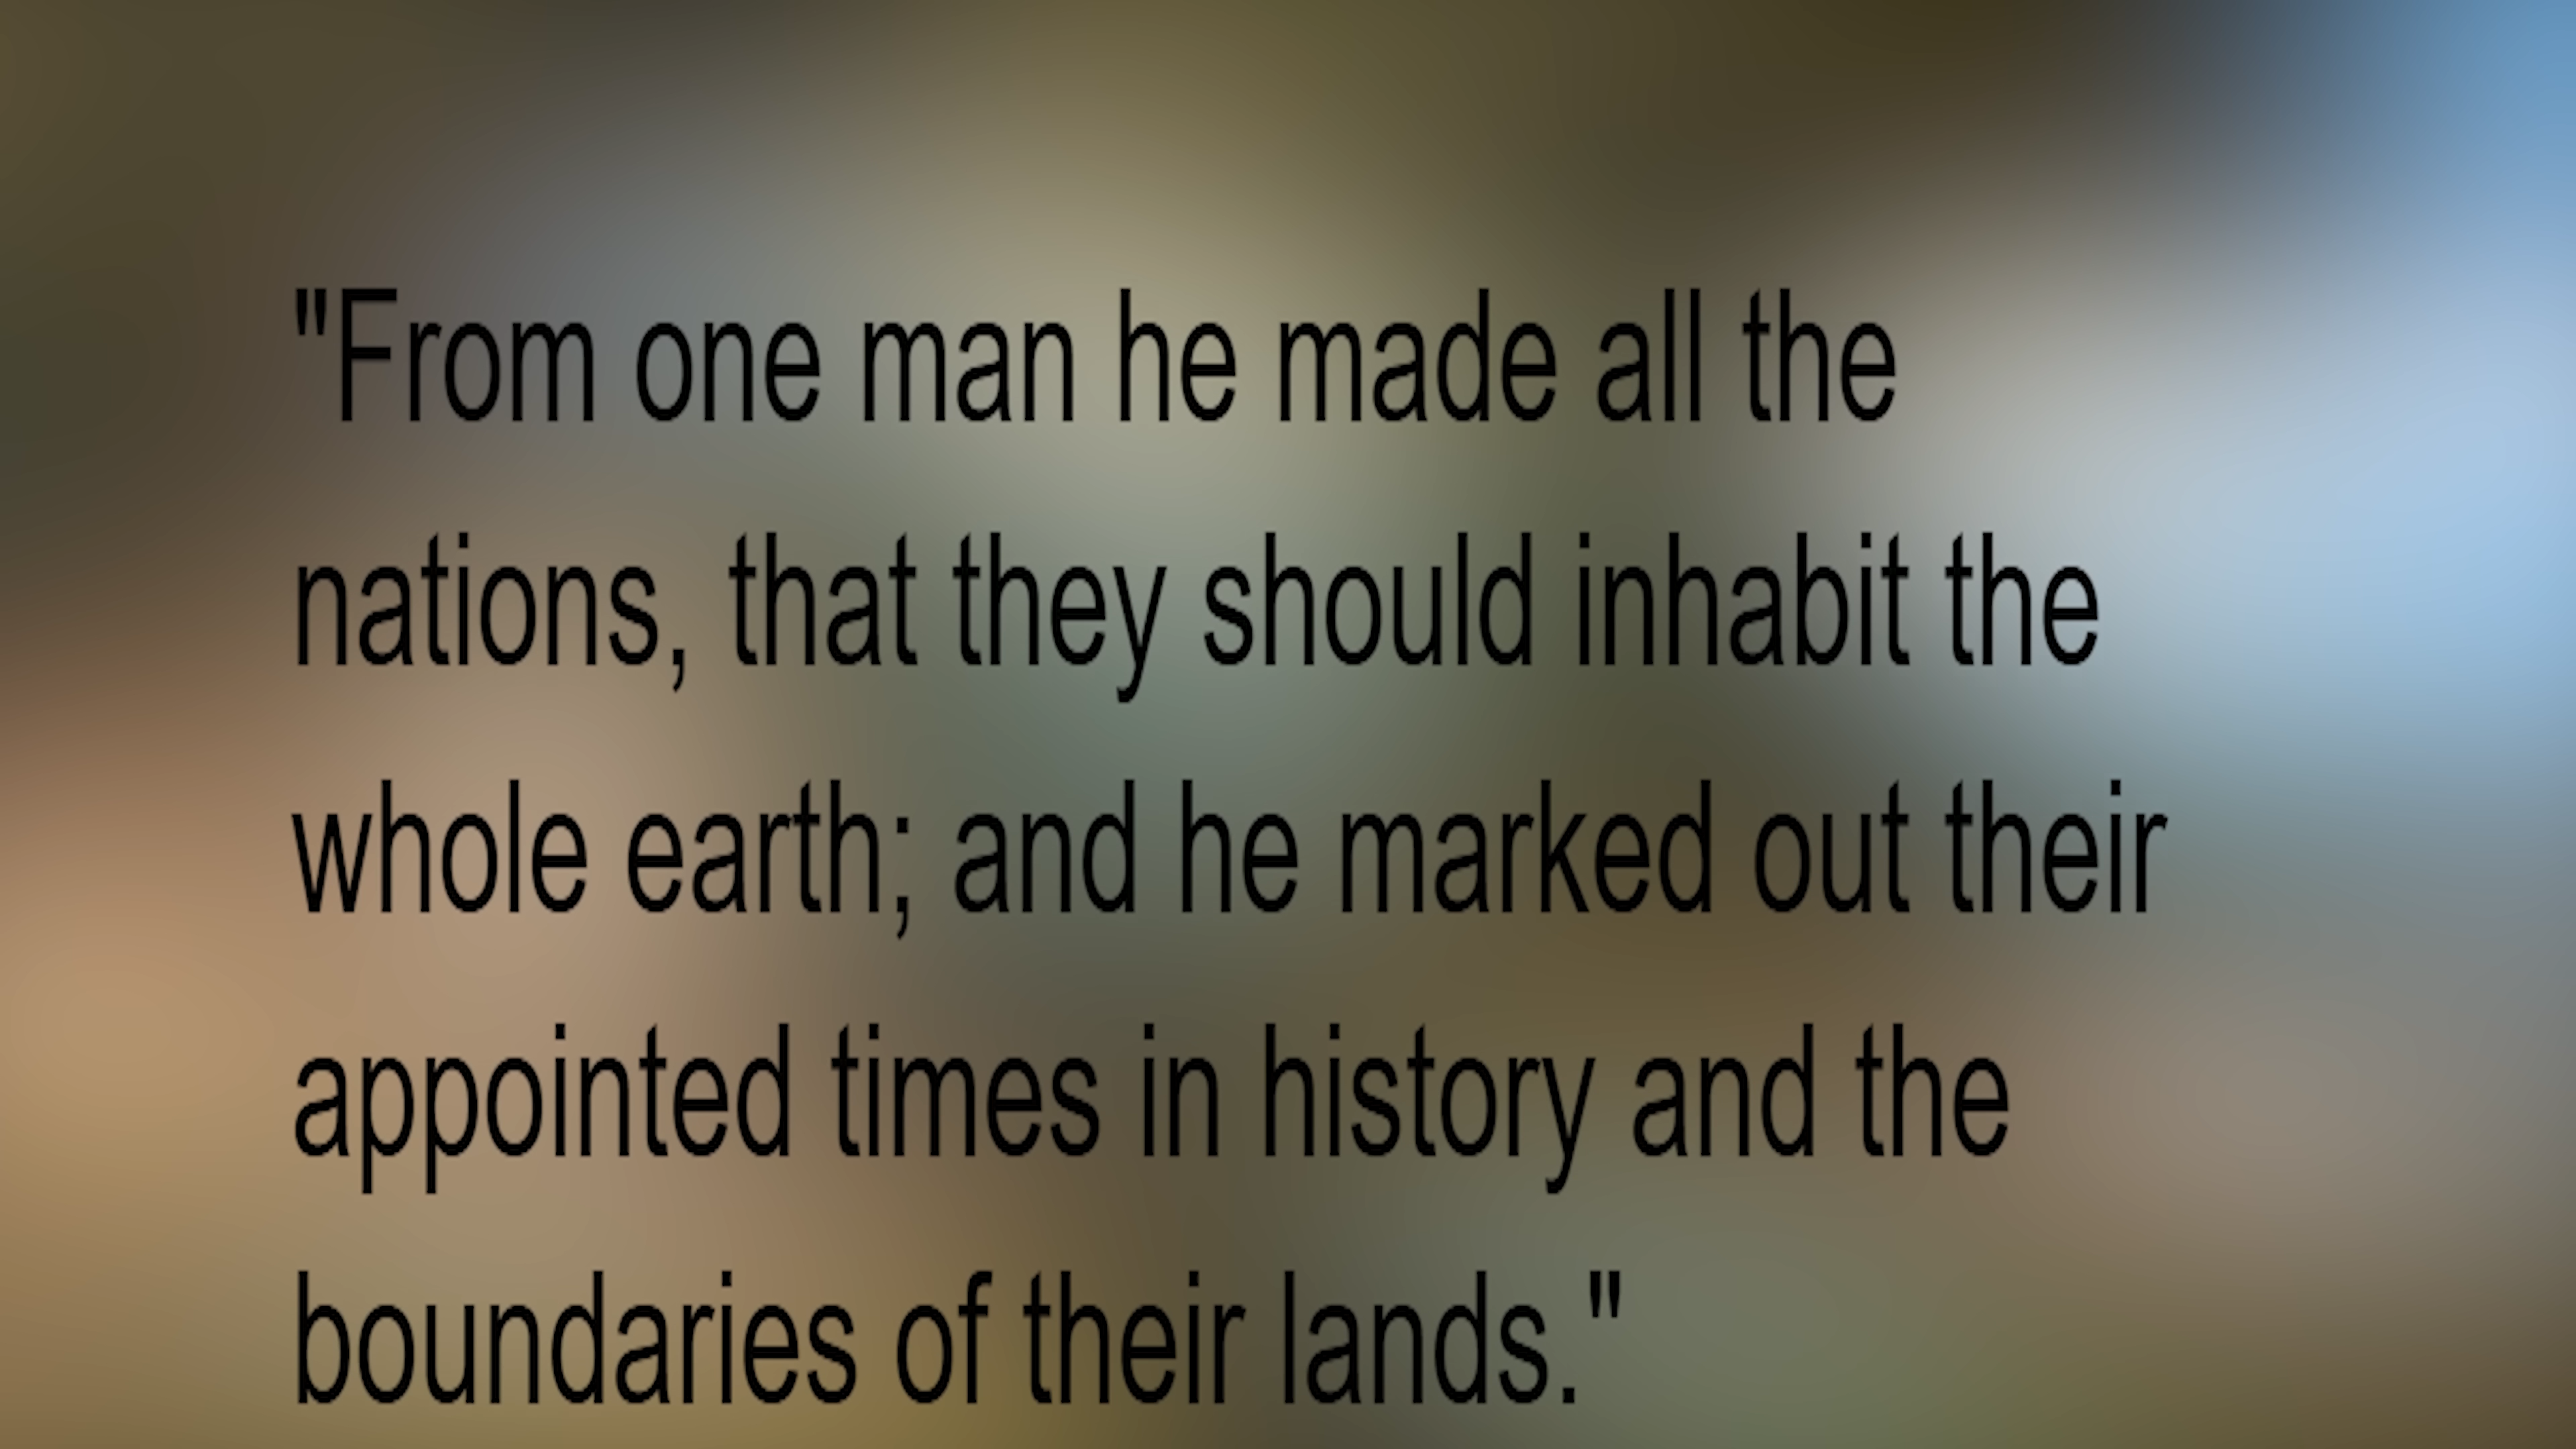 "From one man he made all the
nations, that they should inhabit the
whole earth; and he marked out their
appointed times in history and the
boundaries of their lands."